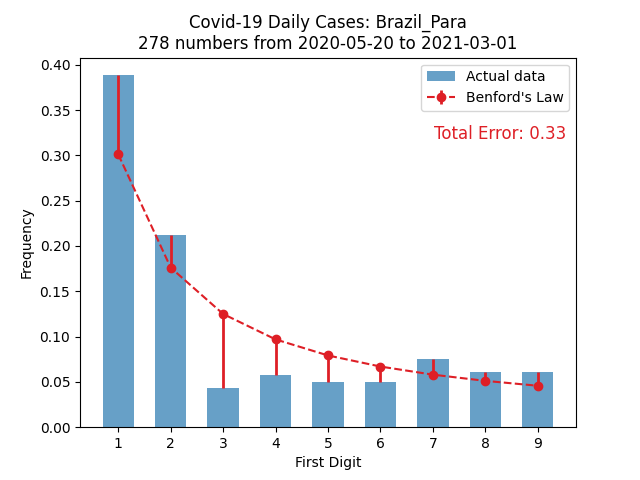 Covid-19 Daily Cases: Brazil_Para
278 numbers from 2020-05-20 to 2021-03-01
Actual data
Benford's Law
Total Error: 0.33
Frequency
0.40
0.35
0.30
0.25
0.20
0.15
0.10
0.05
0.00
1 2 3 4 5 6 7 8 9
First Digit